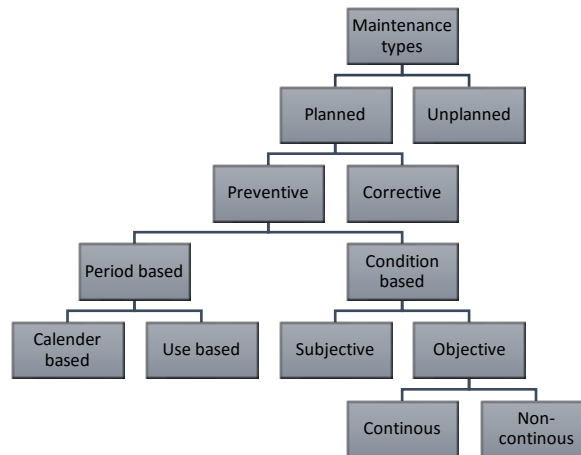 Maintenance
types
Planned
Unplanned
Preventive
Corrective
Period based
Condition
based
Calender
based
Use based
Subjective
Objective
Continous
Non-
continous